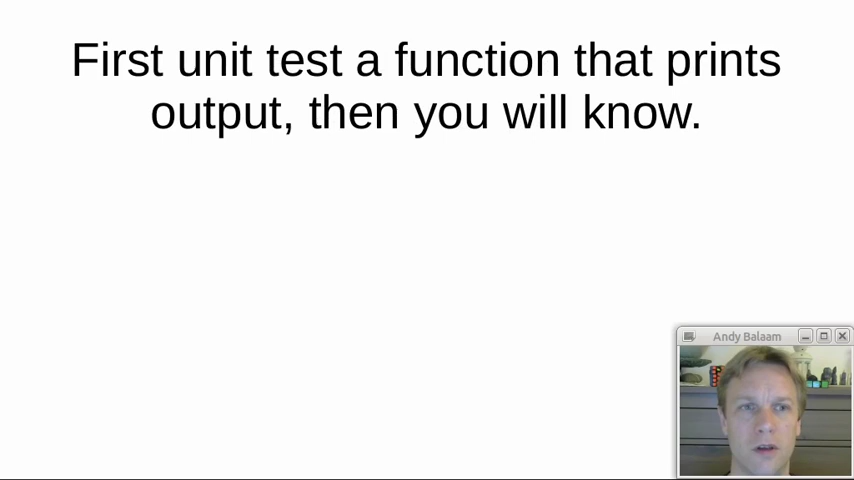 First unit test a function that prints
output, then you will know.
Andy Balaam